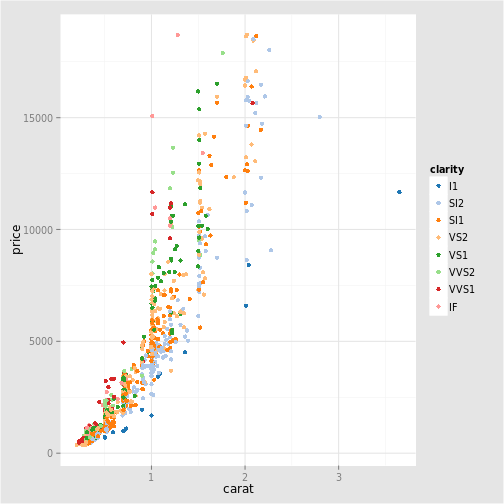 15000
10000
5000
0
price
1
2
3
carat
clarity
I1
SI2
SI1
VS2
VS1
VVS2
VVS1
IF